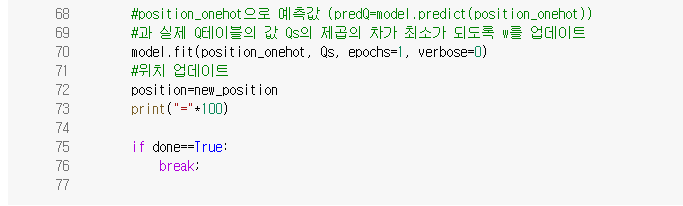 68 #position_onehot으로 예측값 (predQ=model.predict(position_onehot))
69 #과 실제 Q테이블의 값 Qs의 제곱의 차가 최소가 되도록 w를 업데이트
70 model.fit(position_onehot, Qs, epochs=1, verbose=0)
71 #위치 업데이트
72 position=new_position
73 print("="*100)
74
75 if done==True:
76 break;
77